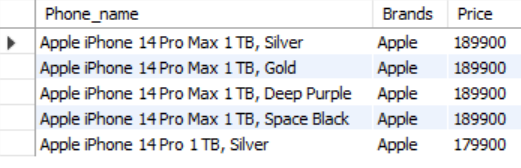 Phone_name Brands Price
Apple iPhone 14 Pro Max 1 TB, Silver Apple 189900
Apple iPhone 14 Pro Max 1 TB, Gold Apple 189900
Apple iPhone 14 Pro Max 1 TB, Deep Purple Apple 189900
Apple iPhone 14 Pro Max 1 TB, Space Black Apple 189900
Apple iPhone 14 Pro 1 TB, Silver Apple 179900